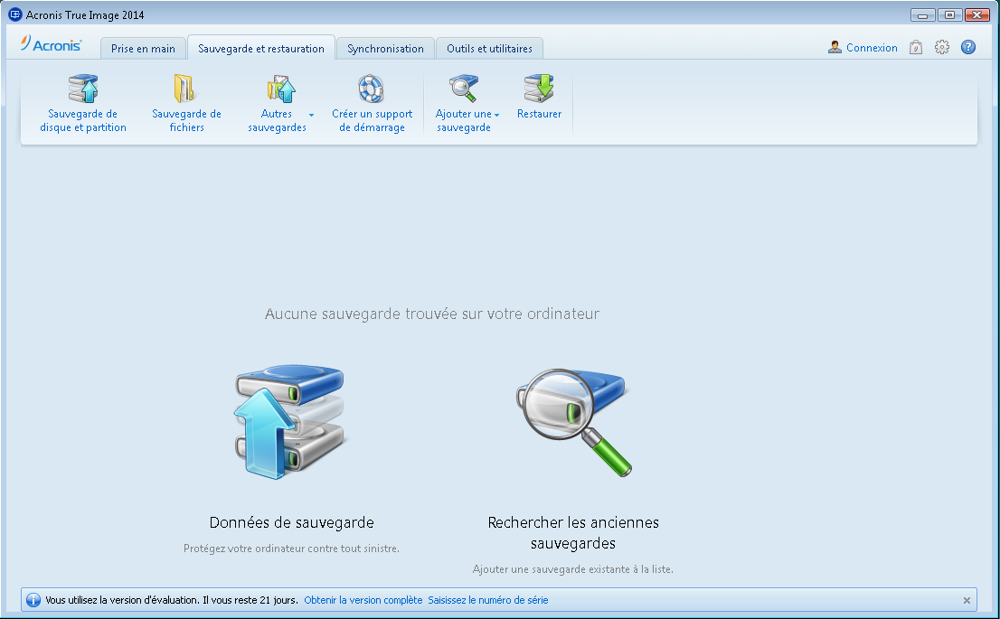 Acronis True Image 2014
Acronis
Prise en main
Sauvegarde et restauration
Synchronisation
Outils et utilitaires
Connexion
Sauvegarde de
disque et partition
Sauvegarde de
fichiers
Autres
sauvegardes
Créer un support
de démarrage
Ajouter une
sauvegarde
Restaurer
Aucune sauvegarde trouvée sur votre ordinateur
Données de sauvegarde
Protégez votre ordinateur contre tout sinistre.
Rechercher les anciennes
sauvegardes
Ajouter une sauvegarde existante à la liste.
Vous utilisez la version d'évaluation. Il vous reste 21 jours. Obtenir la version complète Saisissez le numéro de série